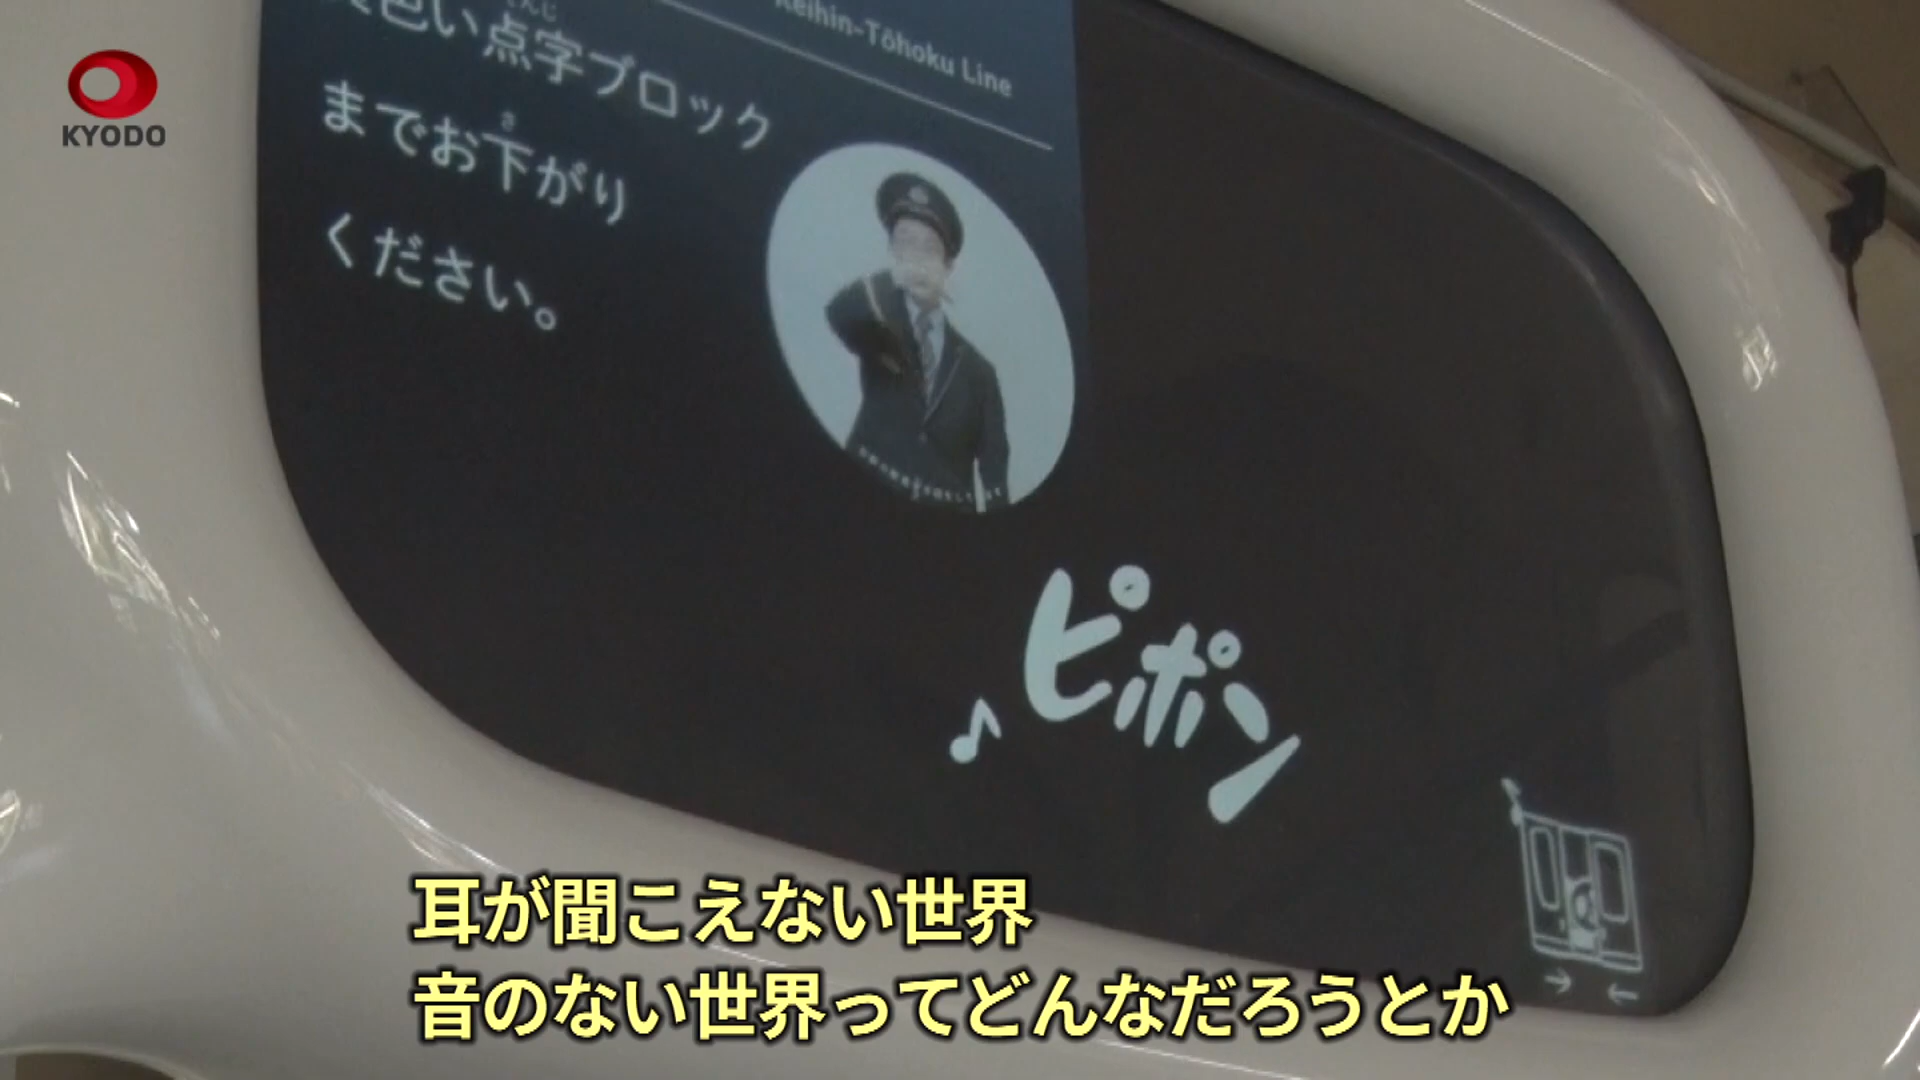 KYODO
Keihin-Tōhoku Line
色い点字ブロック
までお下がり
ください。
♪ピポン
耳が聞こえない世界
音のない世界ってどんなだろうとか